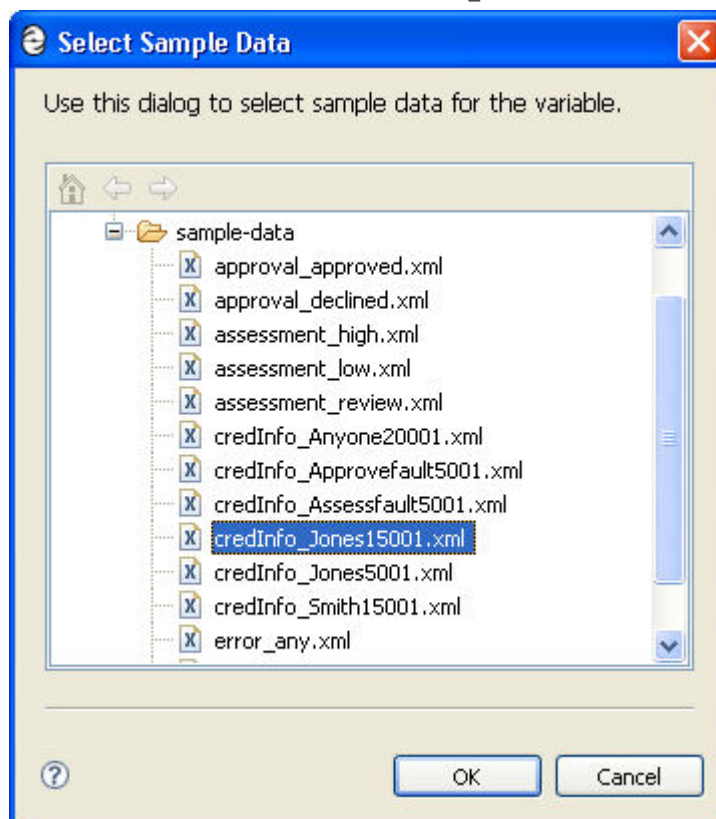 Select Sample Data
Use this dialog to select sample data for the variable.
sample-data
approval_approved.xml
approval_declined.xml
assessment_high.xml
assessment_low.xml
assessment_review.xml
credInfo_Anyone20001.xml
credInfo_Approvefault5001.xml
credInfo_Assessfault5001.xml
credInfo_Jones15001.xml
credInfo_Jones5001.xml
credInfo_Smith15001.xml
error_any.xml
OK Cancel